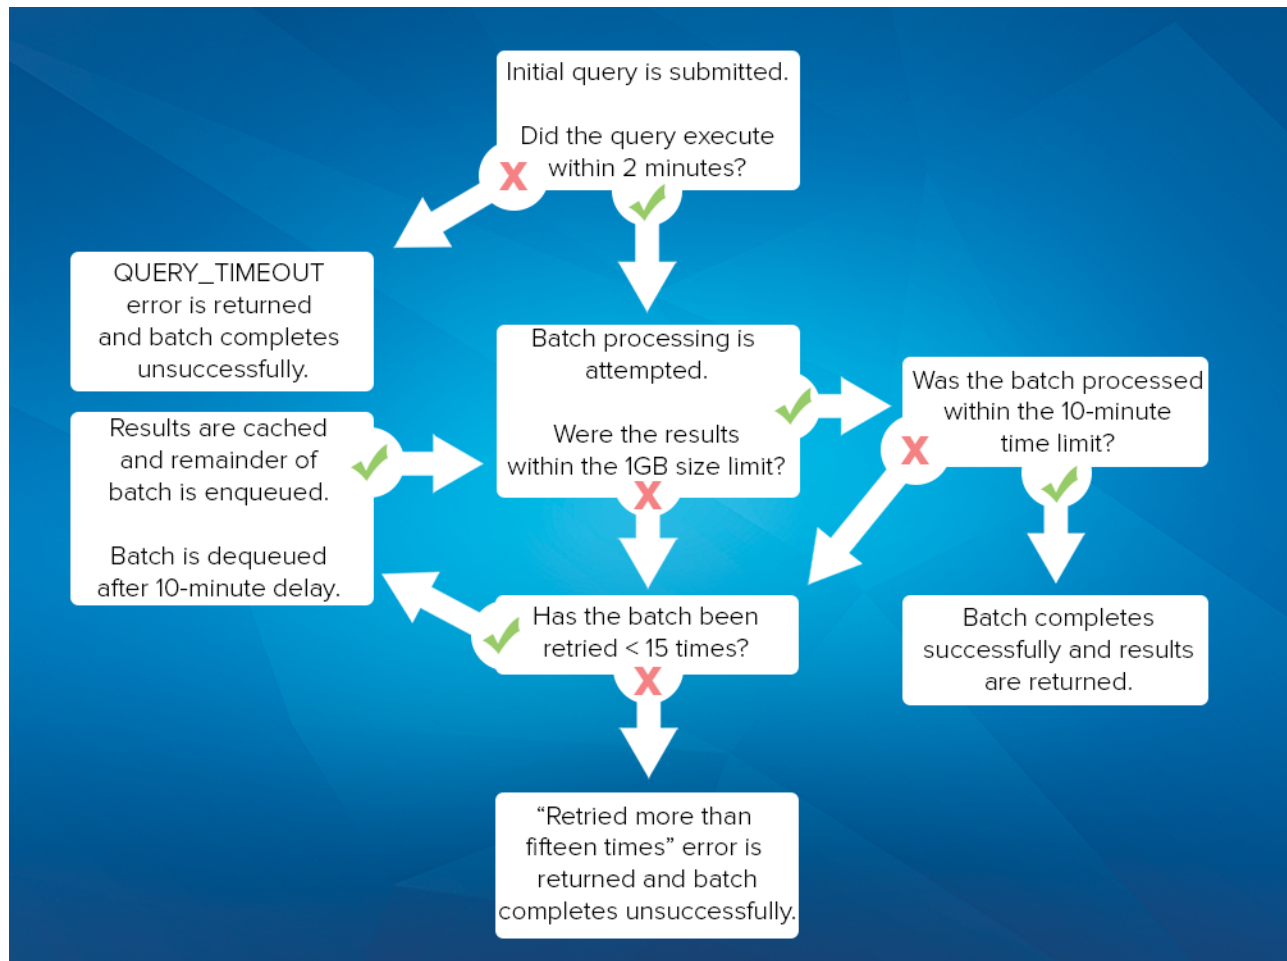 Initial query is submitted.
Did the query execute
within 2 minutes?
X
QUERY_TIMEOUT
error is returned
and batch completes
unsuccessfully.
Batch processing is
attempted.
Were the results
within the 1GB size limit?
X
Was the batch processed
within the 10-minute
time limit?
X
Results are cached
and remainder of
batch is enqueued.
Batch is dequeued
after 10-minute delay.
Has the batch been
retried < 15 times?
X
Batch completes
successfully and results
are returned.
“Retried more than
fifteen times” error is
returned and batch
completes unsuccessfully.